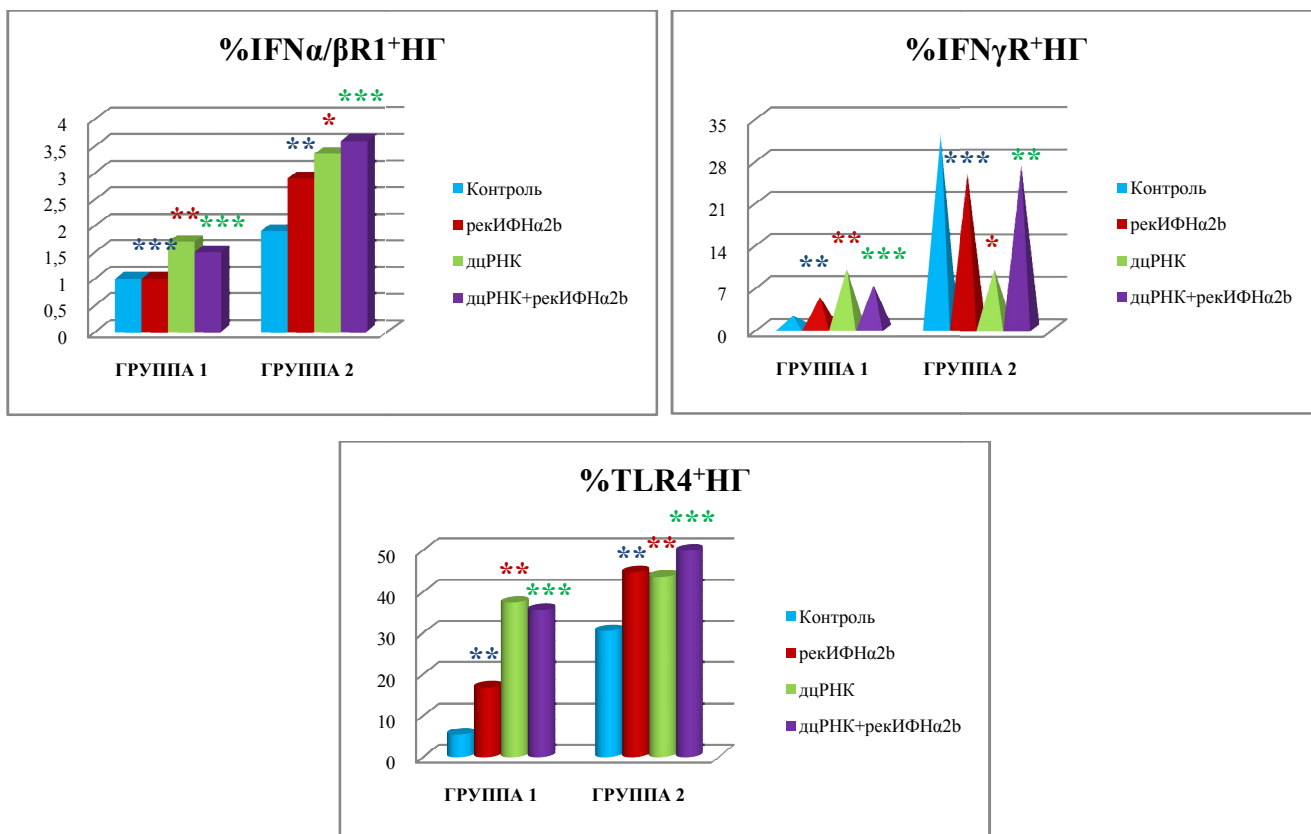 %IFNα/βR1⁺НГ
***
*
**
**
***
***
4
3,5
3
2,5
2
1,5
1
0,5
0
ГРУППА 1 ГРУППА 2
Контроль
рекИФНα2b
дцРНК
дцРНК+рекИФНα2b
%IFNγR⁺НГ
*** **
** *
** ***
35
28
21
14
7
0
ГРУППА 1 ГРУППА 2
Контроль
рекИФНα2b
дцРНК
дцРНК+рекИФНα2b
%TLR4⁺НГ
***
** **
**
***
**
50
40
30
20
10
0
ГРУППА 1 ГРУППА 2
Контроль
рекИФНα2b
дцРНК
дцРНК+рекИФНα2b